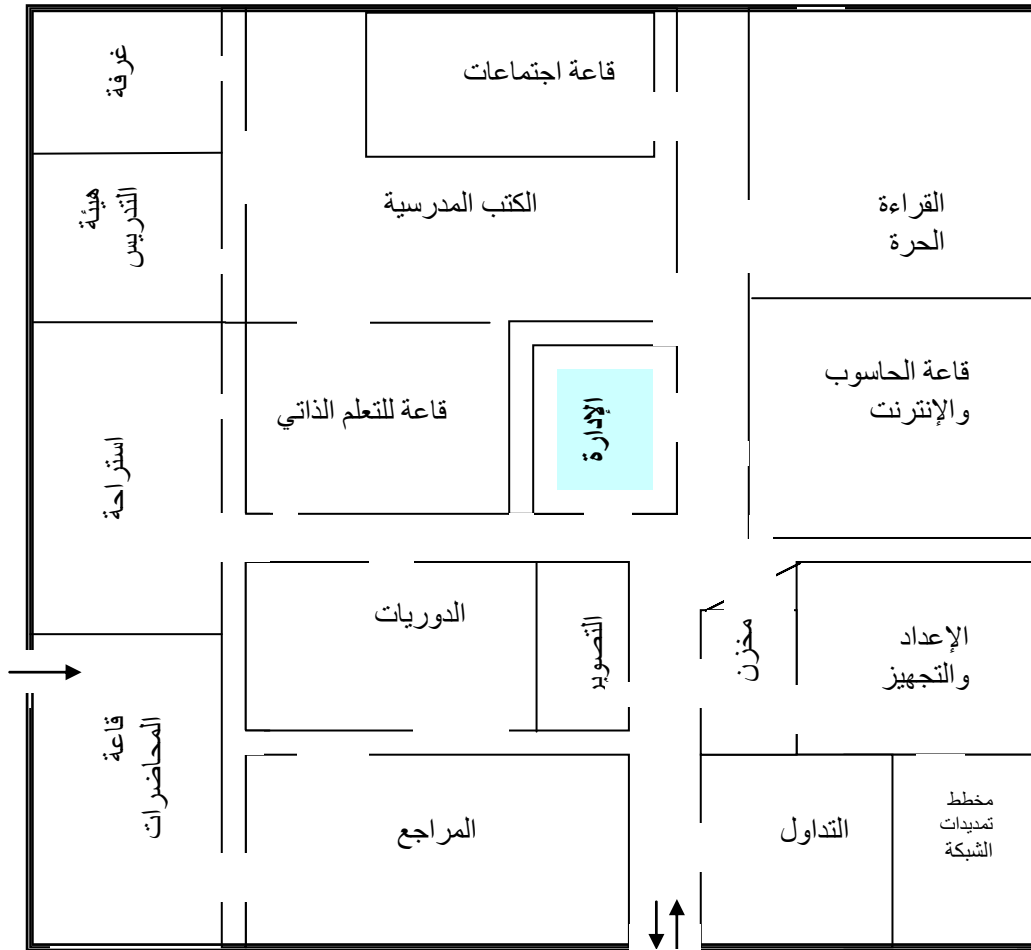 قاعة اجتماعات
غرفة
هيئة
التدريس
الكتب المدرسية
القراءة
الحرة
قاعة الحاسوب
والإنترنت
الإدارة
قاعة للتعلم الذاتي
استراحة
الدوريات
التصوير
مخزن
الإعداد
والتجهيز
قاعة
المحاضرات
المراجع
التداول
مخطط
تمديدات
الشبكة